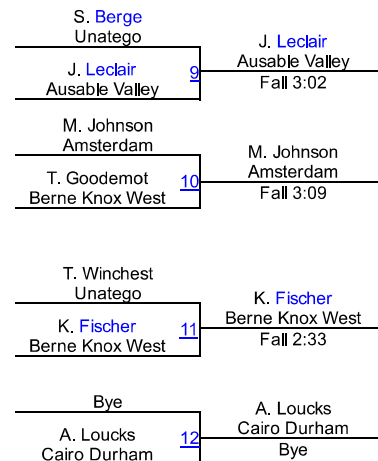 S. Berge
Unatego
J. Leclair
Ausable Valley
9
J. Leclair
Ausable Valley
Fall 3:02
M. Johnson
Amsterdam
T. Goodemot
Berne Knox West
10
M. Johnson
Amsterdam
Fall 3:09
T. Winchest
Unatego
K. Fischer
Berne Knox West
11
K. Fischer
Berne Knox West
Fall 2:33
Bye
A. Loucks
Cairo Durham
12
A. Loucks
Cairo Durham
Bye